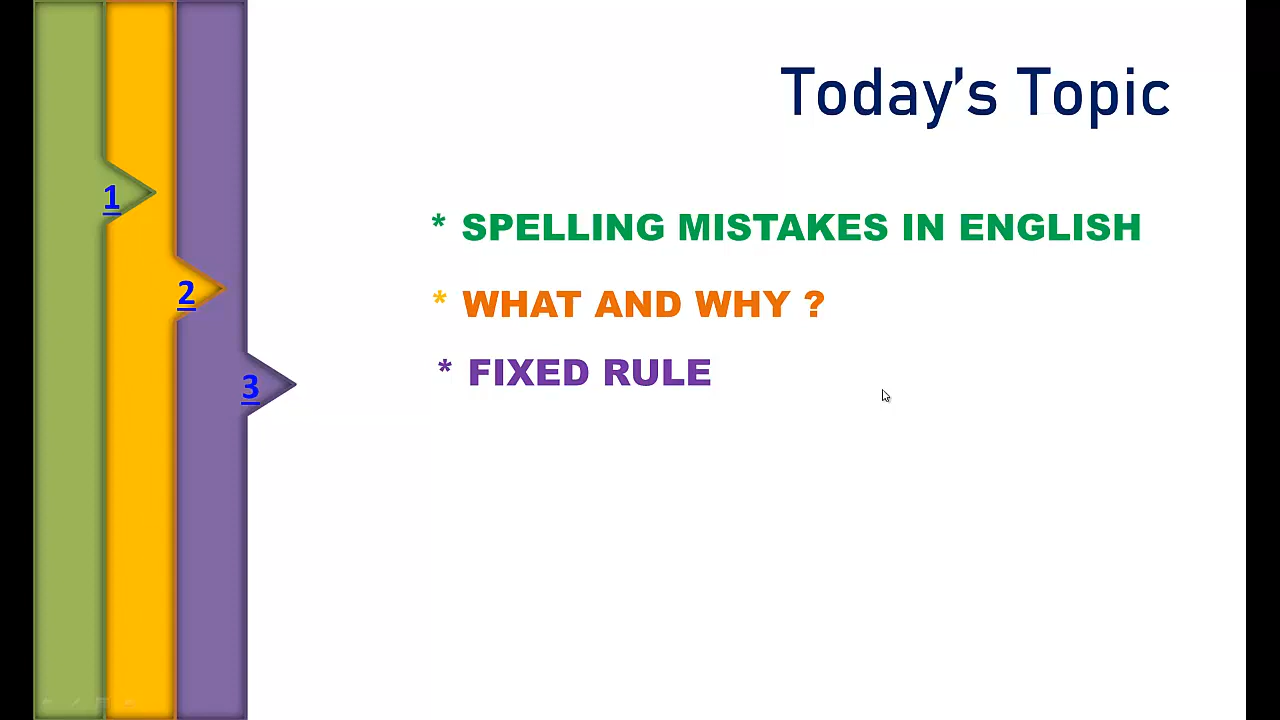 Today's Topic
1
* SPELLING MISTAKES IN ENGLISH
2
* WHAT AND WHY ?
* FIXED RULE
3